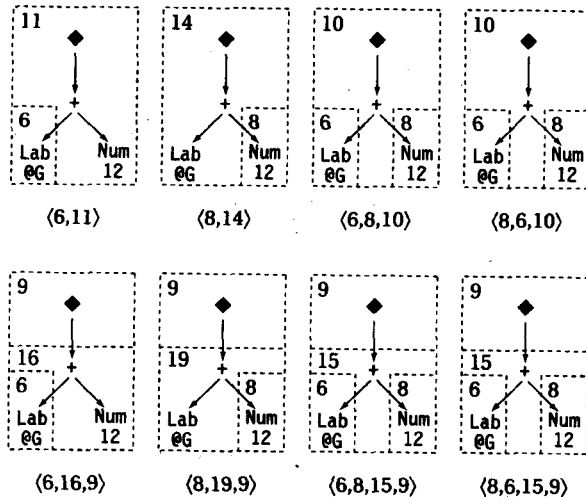 11 14 10 10
+ + + +
6 8 6 8 6 8
Lab Num Lab Num Lab Num Lab Num
@G 12 @G 12 @G 12 @G 12
⟨6,11⟩ ⟨8,14⟩ ⟨6,8,10⟩ ⟨8,6,10⟩
9 9 9 9
16 19 15 15
+ + + +
6 8 6 8 6 8
Lab Num Lab Num Lab Num Lab Num
@G 12 @G 12 @G 12 @G 12
⟨6,16,9⟩ ⟨8,19,9⟩ ⟨6,8,15,9⟩ ⟨8,6,15,9⟩